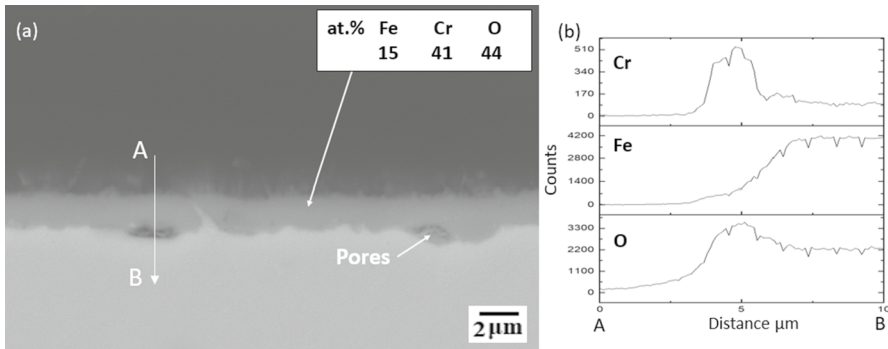 (a)
at.% Fe Cr O
15 41 44
A
B
Pores
2 μm
(b)
Counts
Cr
510
340
170
0
Fe
4200
2800
1400
0
O
3300
2200
1100
0
0 5 10
A Distance μm B